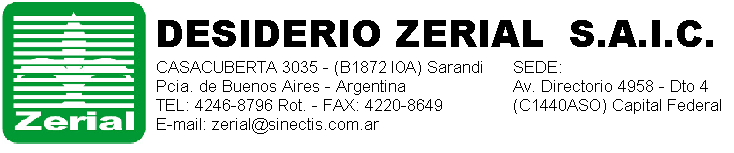 Zerial
DESIDERIO ZERIAL S.A.I.C.
CASACUBERTA 3035 - (B1872 IOA) Sarandi
Pcia. de Buenos Aires - Argentina
TEL: 4246-8796 Rot. - FAX: 4220-8649
E-mail: zerial@sinectis.com.ar
SEDE:
Av. Directorio 4958 - Dto 4
(C1440ASO) Capital Federal